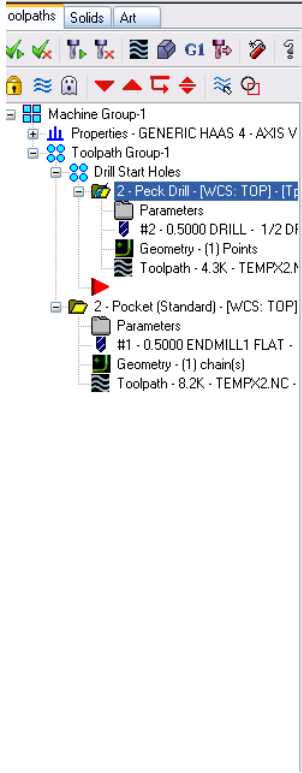 oolpaths Solids Art
G1
Machine Group-1
Properties - GENERIC HAAS 4 - AXIS V
Toolpath Group-1
Drill Start Holes
2 - Peck Drill - [WCS: TOP] - [Tp
Parameters
#2 - 0.5000 DRILL - 1/2 DR
Geometry - (1) Points
Toolpath - 4.3K - TEMPX2.N
2 - Pocket (Standard) - [WCS: TOP]
Parameters
#1 - 0.5000 ENDMILL1 FLAT -
Geometry - (1) chain(s)
Toolpath - 8.2K - TEMPX2.NC -